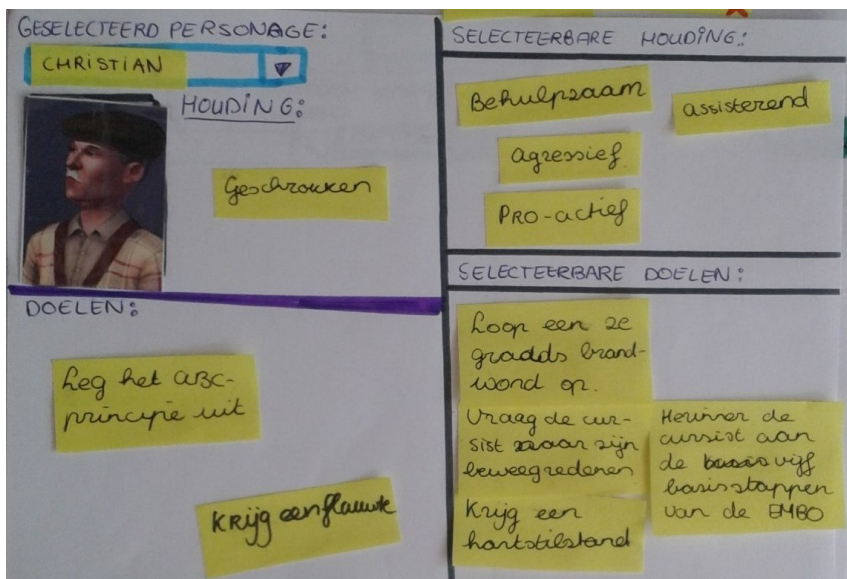 GESELECTEERD PERSONAGE:
CHRISTIAN
HOUDING:
Geschrokken
DOELEN:
Leg het ABC-
principe uit
Krijg een flauwte
SELECTEERBARE HOUDING:
Behulpzaam
assisterend
agressief
PRO-actief
SELECTEERBARE DOELEN:
Loop een 2e
gradds brand-
wond op.
Vraag de cur-
sist naar zijn
beweegredenen
Krijg een
hartstilstand
Herinner de
cursist aan
de basis vijf
basisstappen
van de EMBO